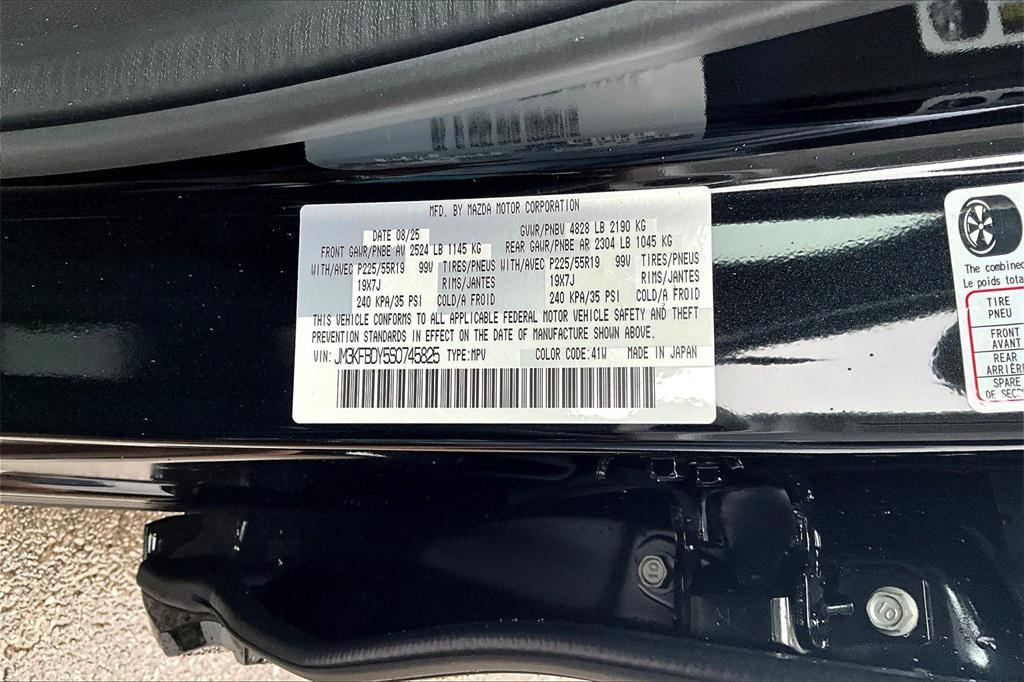 MFD. BY MAZDA MOTOR CORPORATION
DATE 08/25 GVWR/PNBV 4828 LB 2190 KG
FRONT GAWR/PNBE AV 2524 LB 1145 KG REAR GAWR/PNBE AR 2304 LB 1045 KG
WITH/AVEC P225/55R19 99V TIRES/PNEUS WITH/AVEC P225/55R19 99V TIRES/PNEUS
19X7J RIMS/JANTES 19X7J RIMS/JANTES
240 KPA/35 PSI COLD/A FROID 240 KPA/35 PSI COLD/A FROID
THIS VEHICLE CONFORMS TO ALL APPLICABLE FEDERAL MOTOR VEHICLE SAFETY AND THEFT
PREVENTION STANDARDS IN EFFECT ON THE DATE OF MANUFACTURE SHOWN ABOVE.
VIN: JM3KFBDY5S0745825 TYPE:MPV COLOR CODE:41W MADE IN JAPAN
The combined
Le poids tota
TIRE
PNEU
FRONT
AVANT
REAR
ARRIÈRE
SPARE
DE SECO